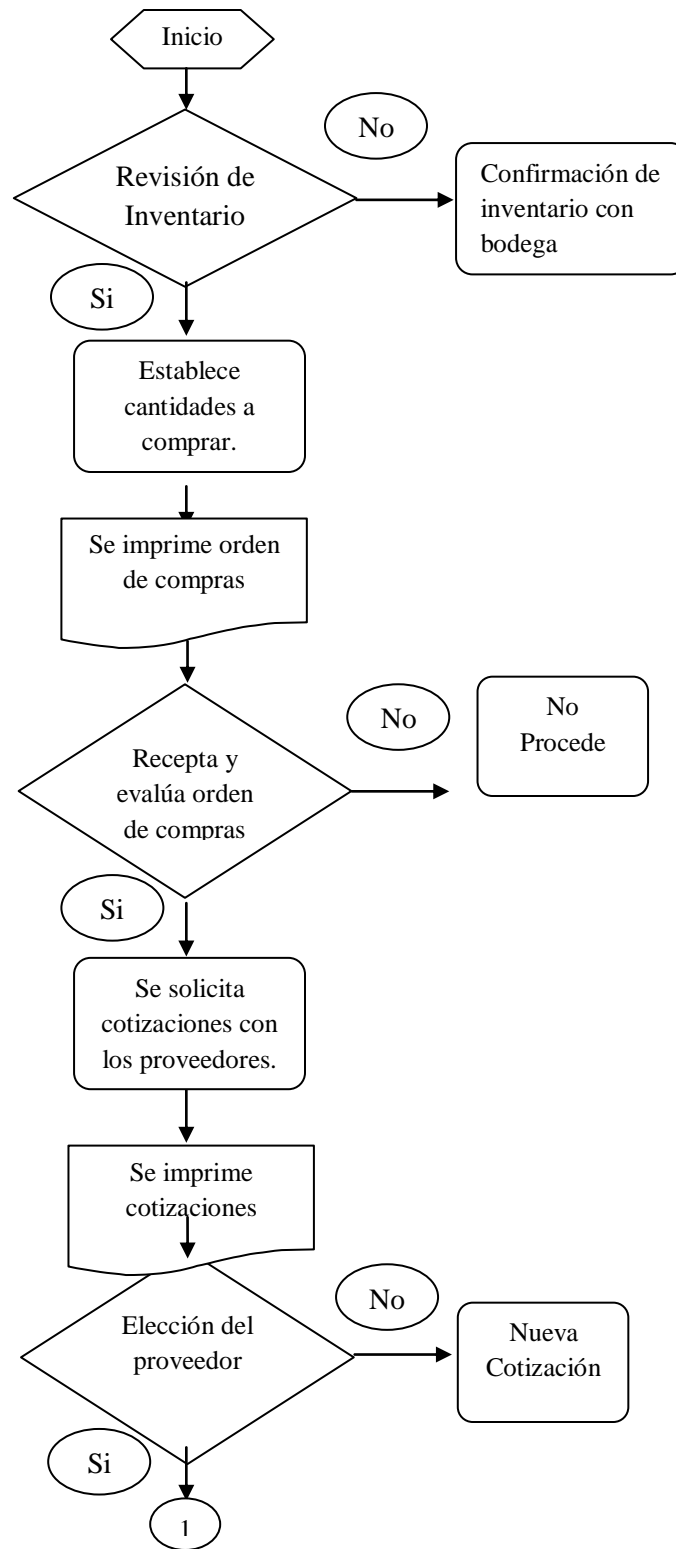 Inicio
No
Revisión de
Inventario
Confirmación de
inventario con
bodega
Si
Establece
cantidades a
comprar.
Se imprime orden
de compras
No
No
Procede
Recepta y
evalúa orden
de compras
Si
Se solicita
cotizaciones con
los proveedores.
Se imprime
cotizaciones
No
Elección del
proveedor
Nueva
Cotización
Si
1